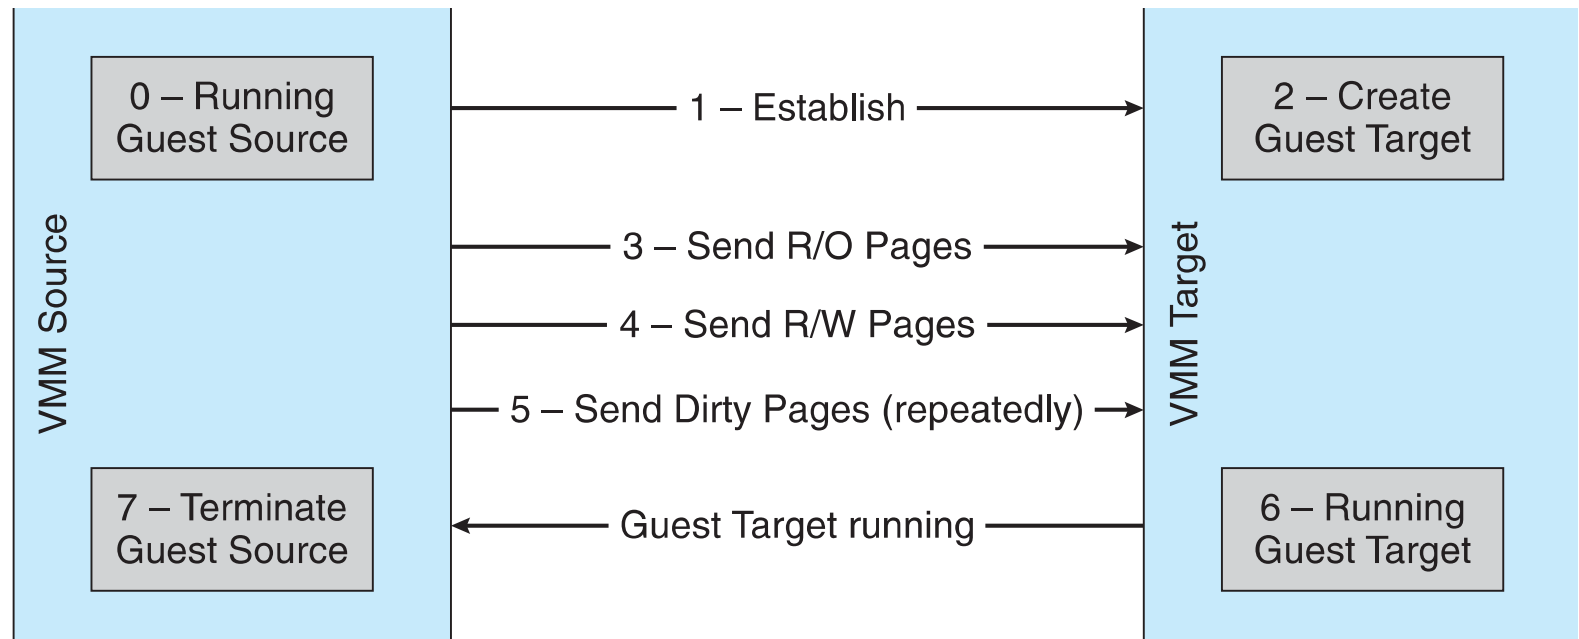 0 – Running
Guest Source
1 – Establish
2 – Create
Guest Target
VMM Source
3 – Send R/O Pages
4 – Send R/W Pages
5 – Send Dirty Pages (repeatedly)
VMM Target
7 – Terminate
Guest Source
Guest Target running
6 – Running
Guest Target